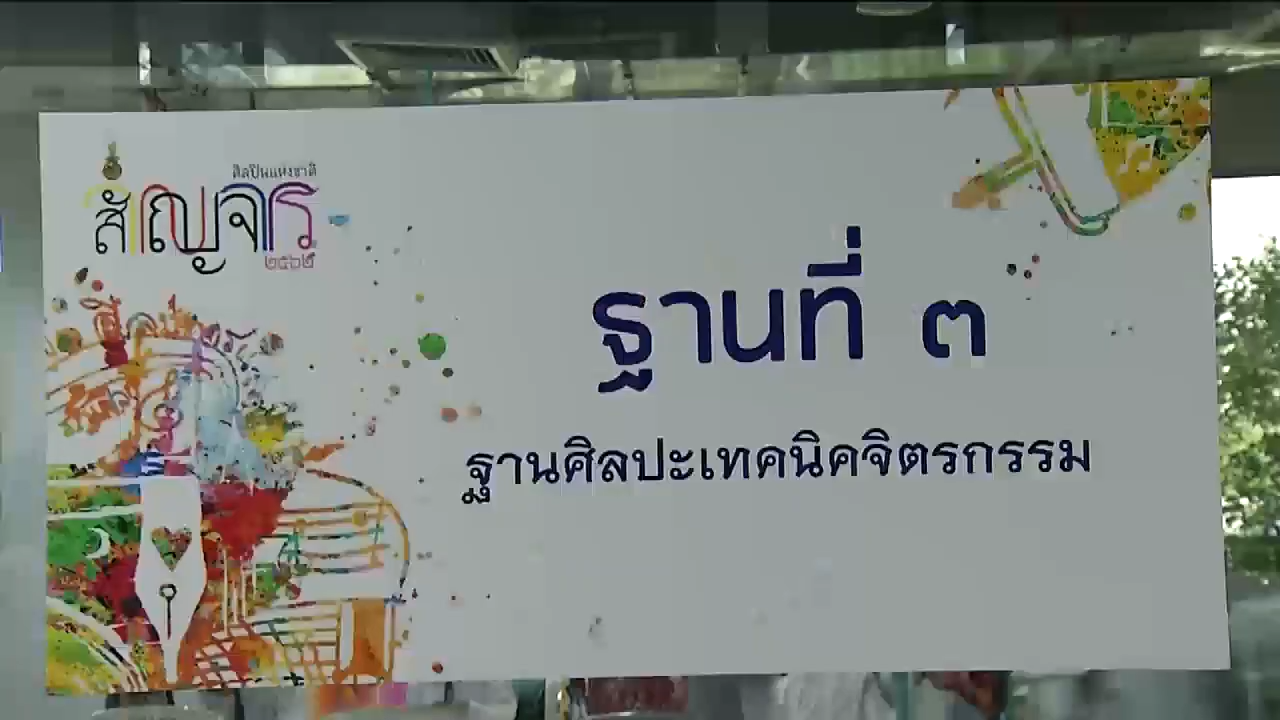 ศิลปินแห่งชาติ
สัญจร
๒๕๖๒
ฐานที่ ๓
ฐานศิลปะเทคนิคจิตรกรรม